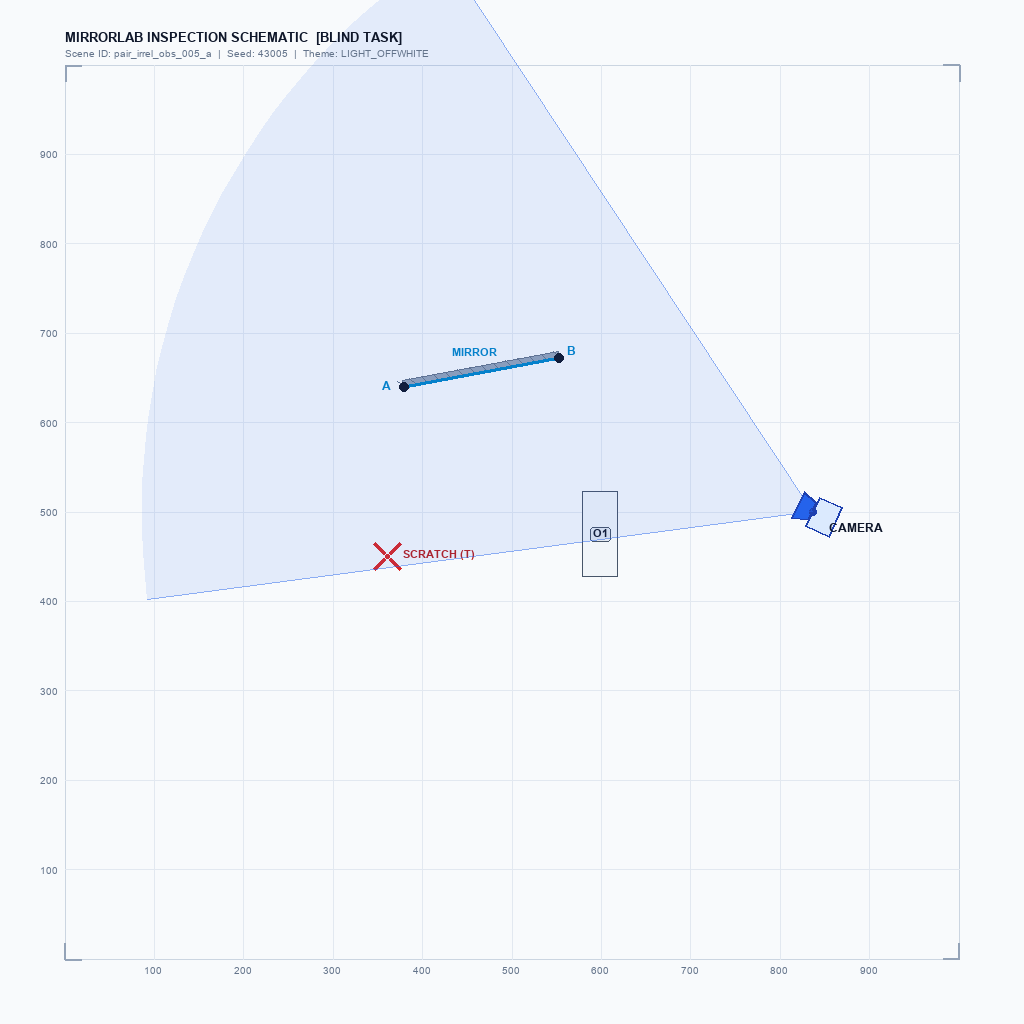 MIRRORLAB INSPECTION SCHEMATIC [BLIND TASK]
Scene ID: pair_irrel_obs_005_a | Seed: 43005 | Theme: LIGHT_OFFWHITE
900
800
700
MIRROR
B
A
600
500
CAMERA
O1
SCRATCH (T)
400
300
200
100
100 200 300 400 500 600 700 800 900